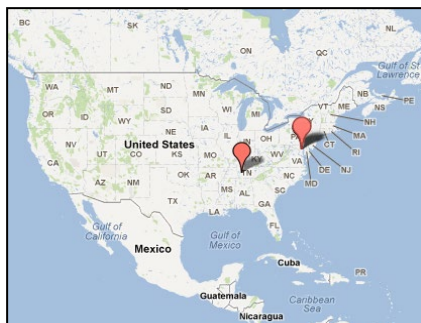 BC
SK
NL
ON
QC
Gulf of St
Lawrence
NB
PE
WA
MT
ND
MN
VT
ME
NS
OR
ID
SD
WI
MI
NH
WY
IA
MA
NE
IL
IN
PA
CT
RI
NV
UT
CO
United States
KS
MO
KY
WV
VA
NJ
DE
MD
CA
AZ
NM
OK
AR
TN
NC
MS
AL
SC
GA
TX
LA
FL
Gulf of
California
Gulf of
Mexico
Mexico
Cuba
PR
Guatemala
Caribbean
Sea
Nicaragua